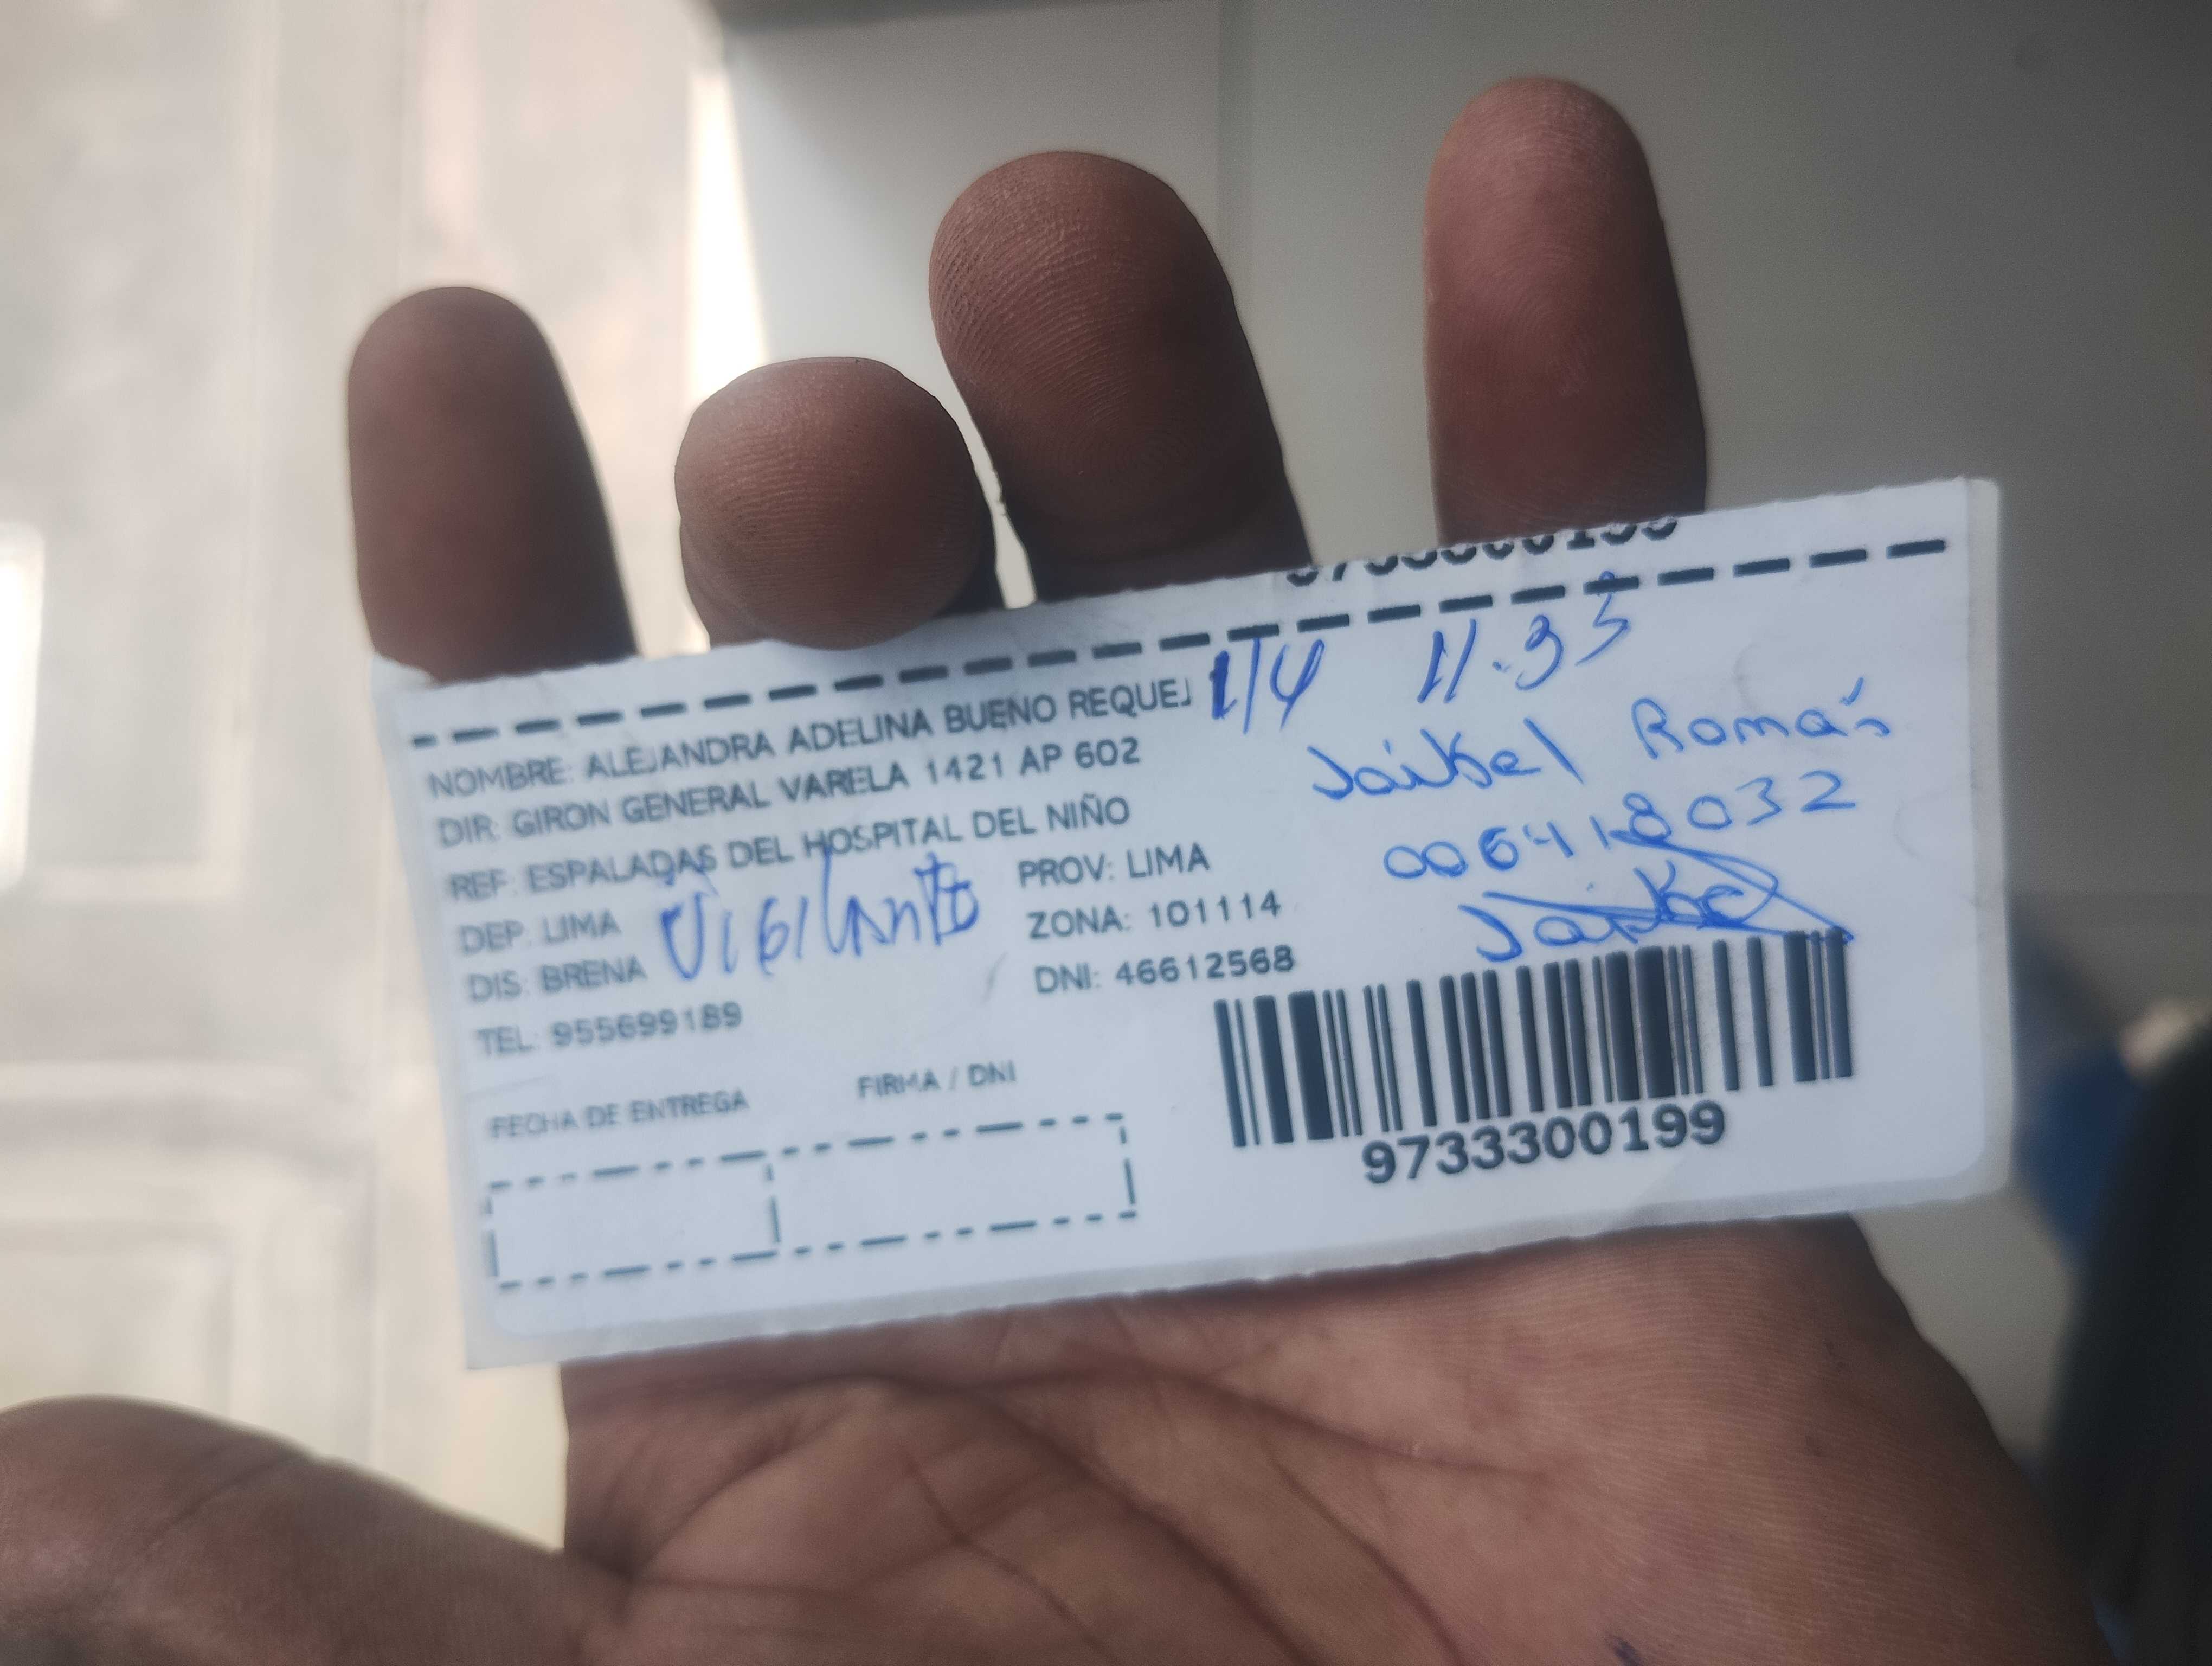 1/4 11.35
NOMBRE: ALEJANDRA ADELINA BUENO REQUEJ
DIR: GIRON GENERAL VARELA 1421 AP 602
REF: ESPALADAS DEL HOSPITAL DEL NIÑO
DEP: LIMA
PROV: LIMA
Vigilante
DIS: BRENA
ZONA: 101114
TEL: 955699189
DNI: 46612568
Jaikel Román
006418032
Jaikel
FECHA DE ENTREGA
FIRMA / DNI
9733300199